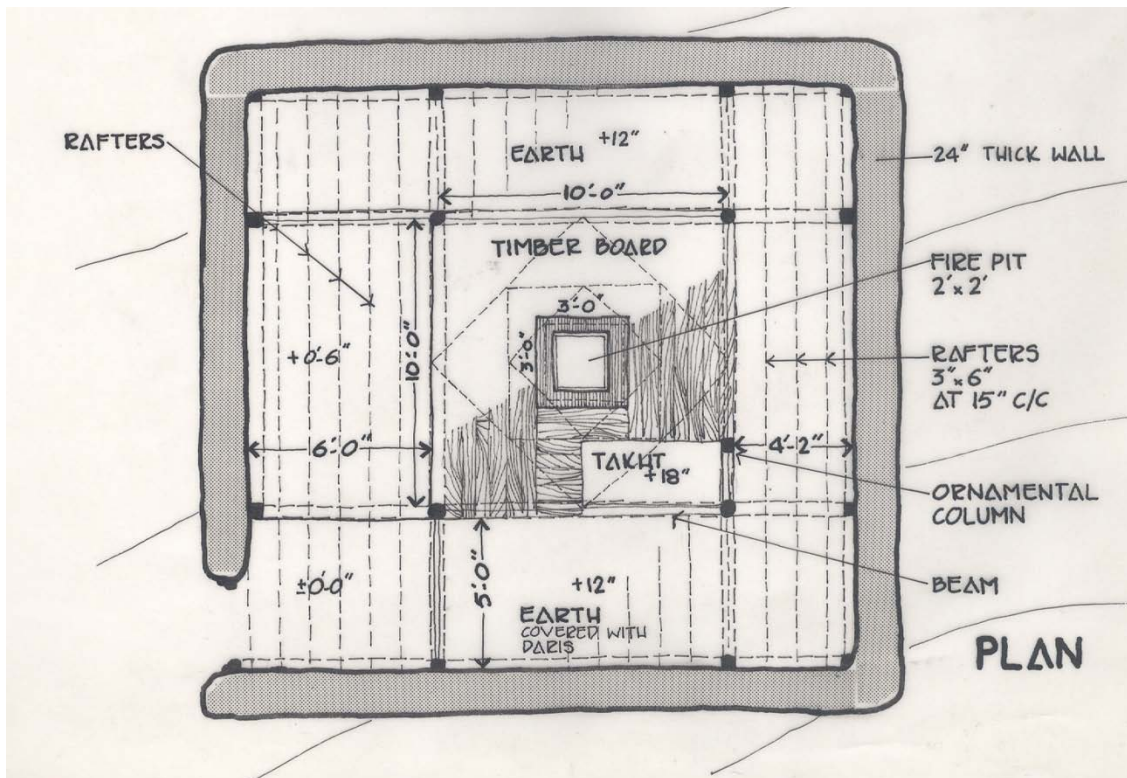 RAFTERS
EARTH +12"
24" THICK WALL
10'-0"
TIMBER BOARD
FIRE PIT
2' x 2'
3'-0"
3'-0"
+0'-6"
10'-0"
RAFTERS
3" x 6"
AT 15" C/C
6'-0"
TAKHT
+18"
4'-2"
ORNAMENTAL
COLUMN
±0'-0"
5'-0"
+12"
BEAM
EARTH
COVERED WITH
DARIS
PLAN